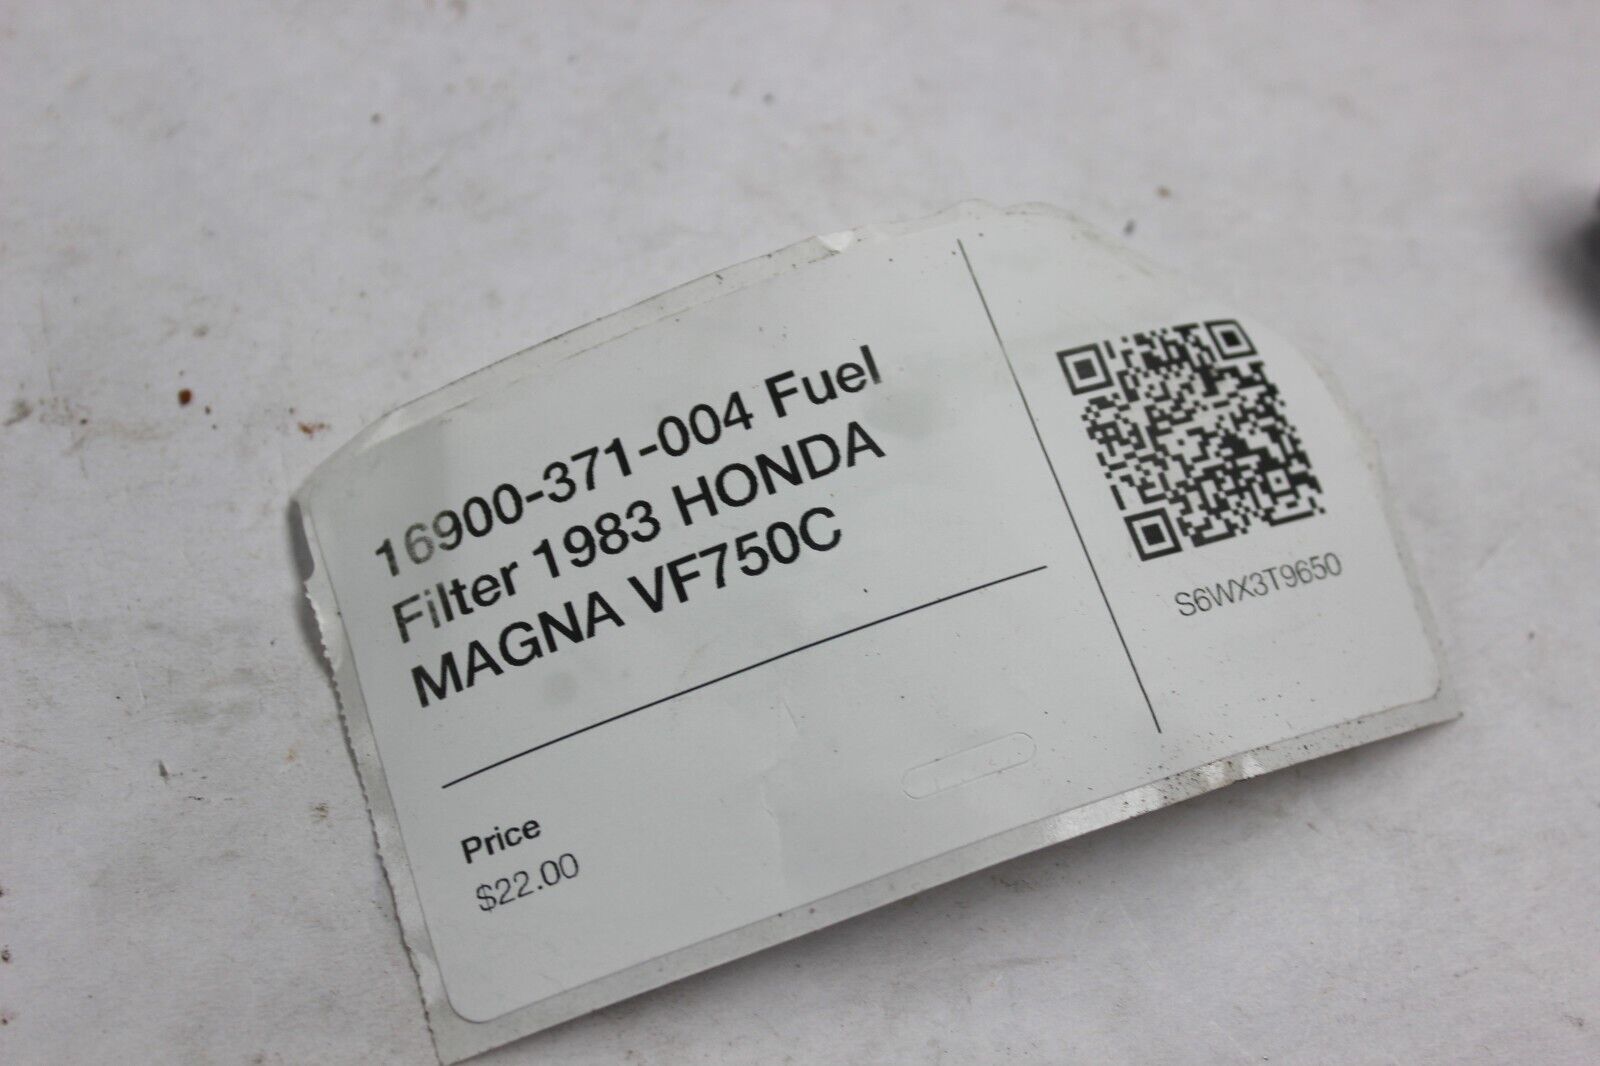 16900-371-004 Fuel
Filter 1983 HONDA
MAGNA VF750C
Price
$22.00
S6WX3T9650